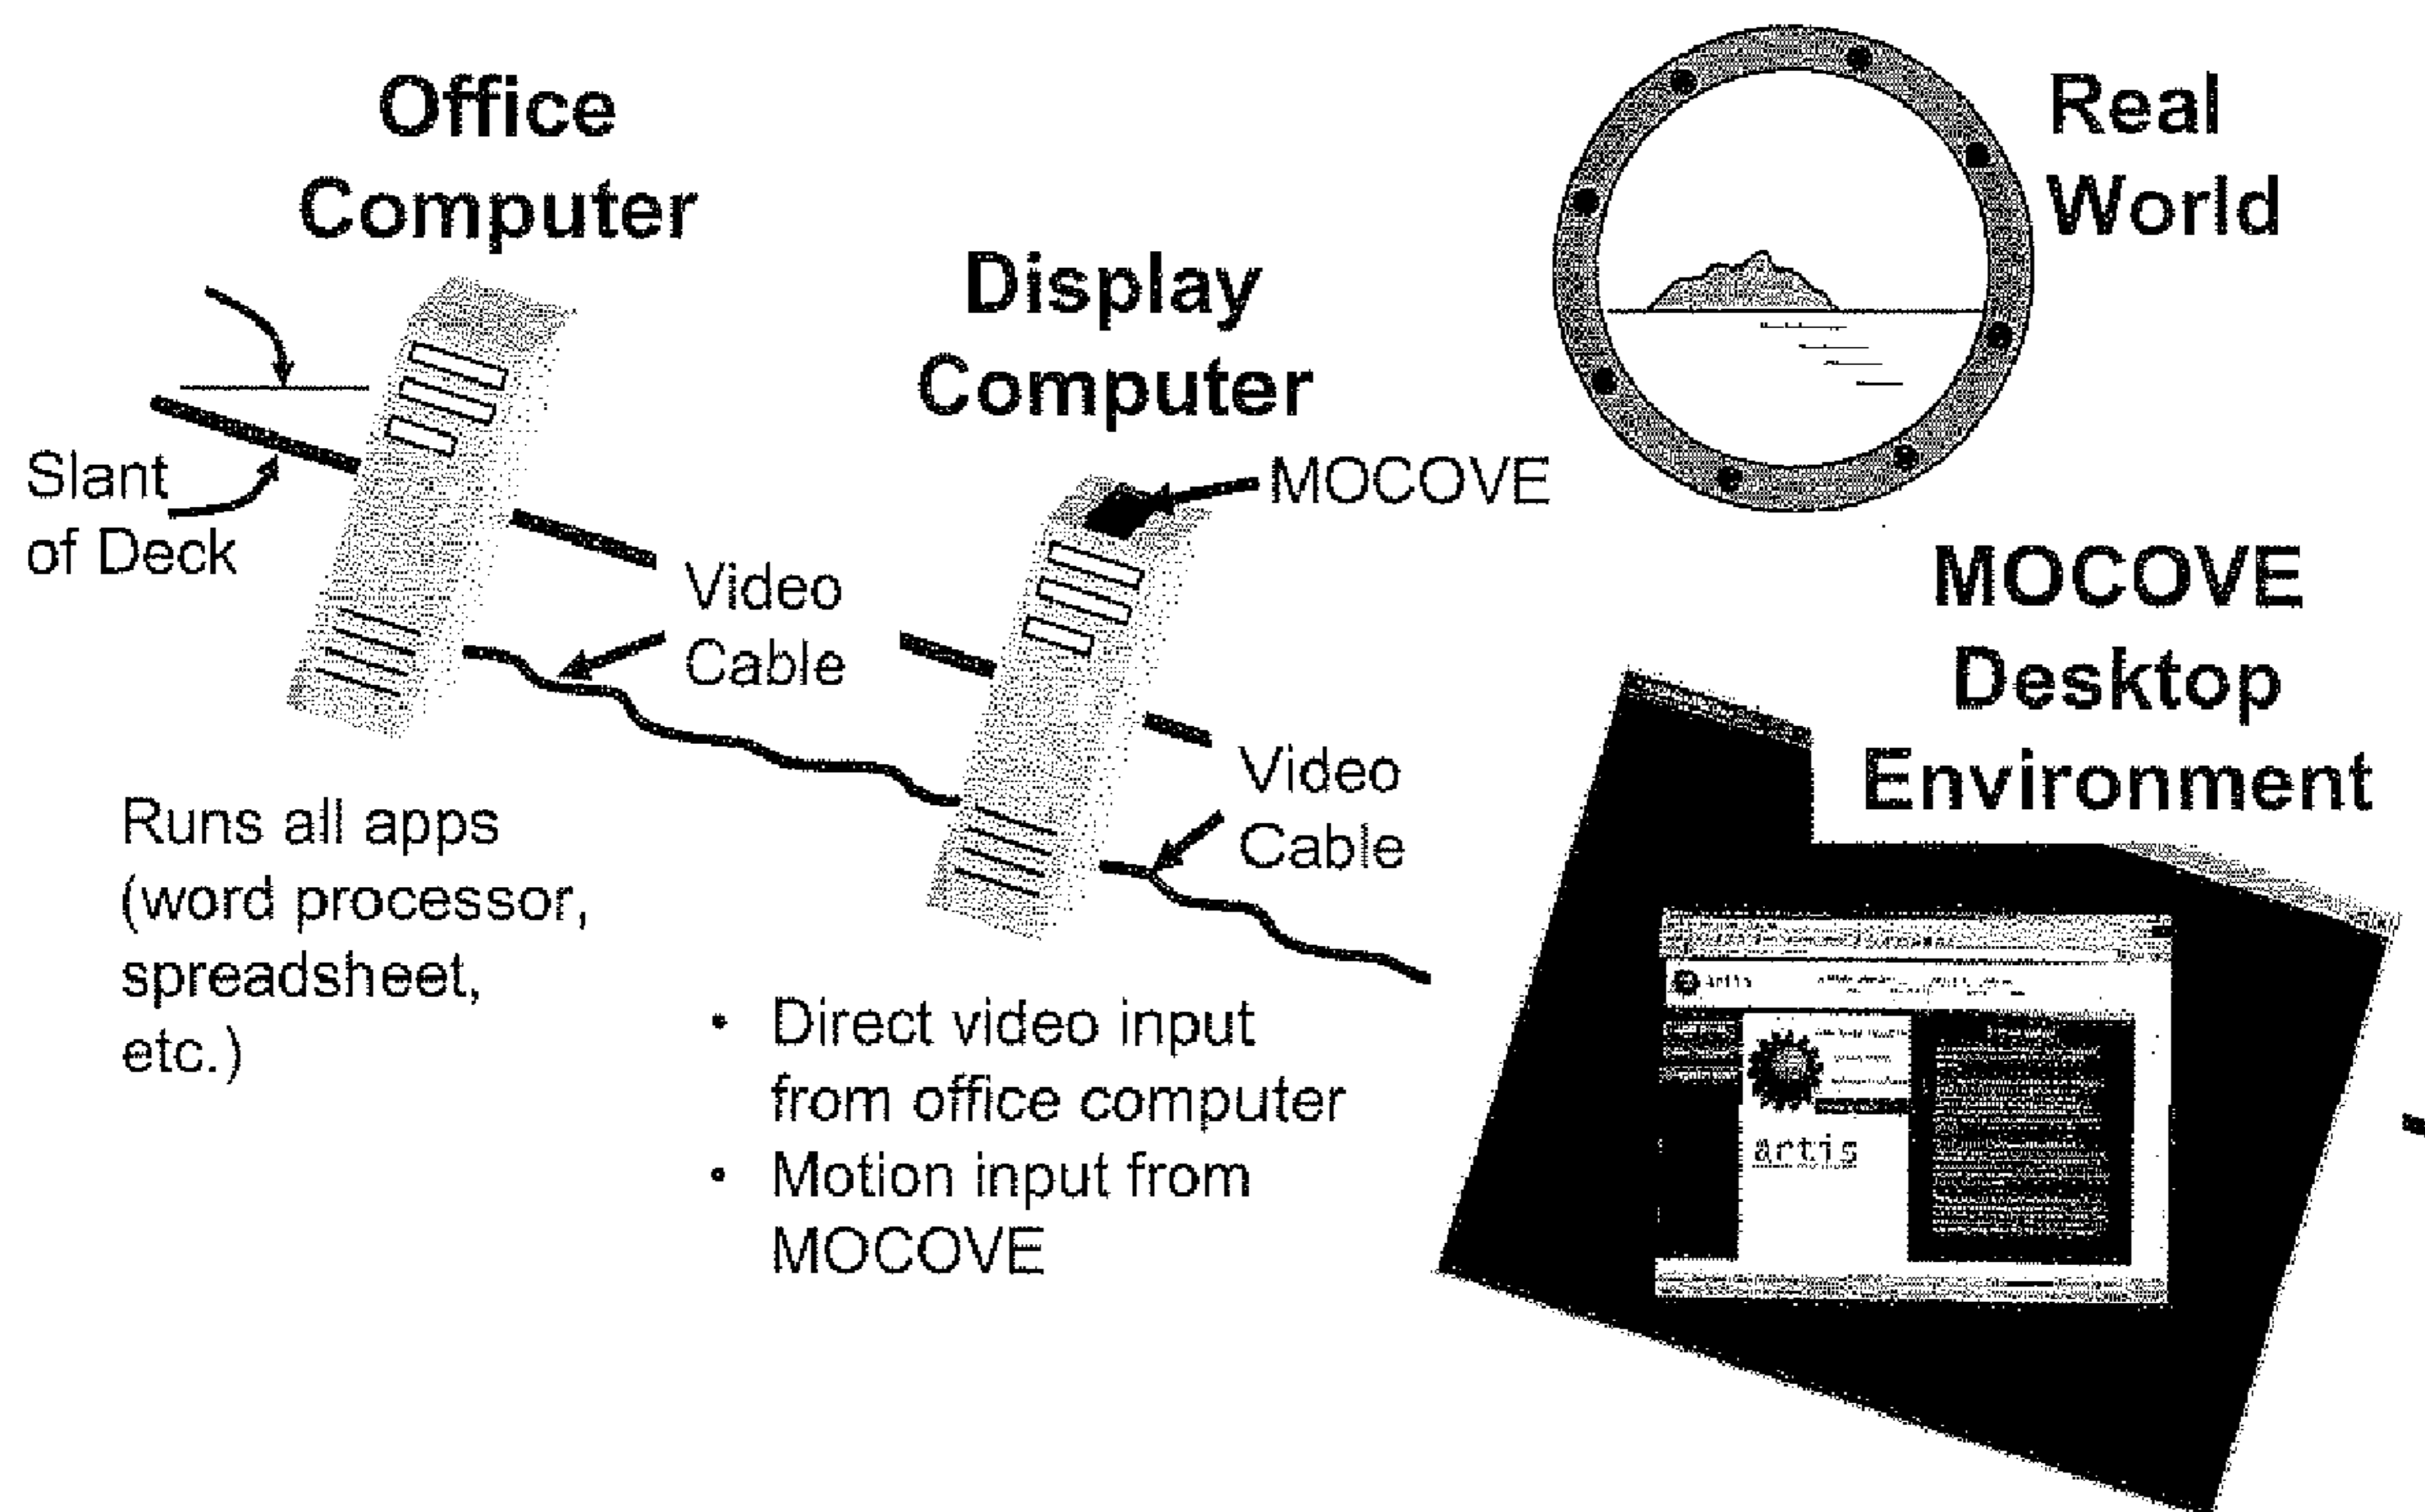 Office
Computer
Slant
of Deck
Runs all apps
(word processor,
spreadsheet,
etc.)
Video
Cable
Display
Computer
MOCOVE
Video
Cable
• Direct video input
from office computer
• Motion input from
MOCOVE
Real
World
MOCOVE
Desktop
Environment
artis
artis